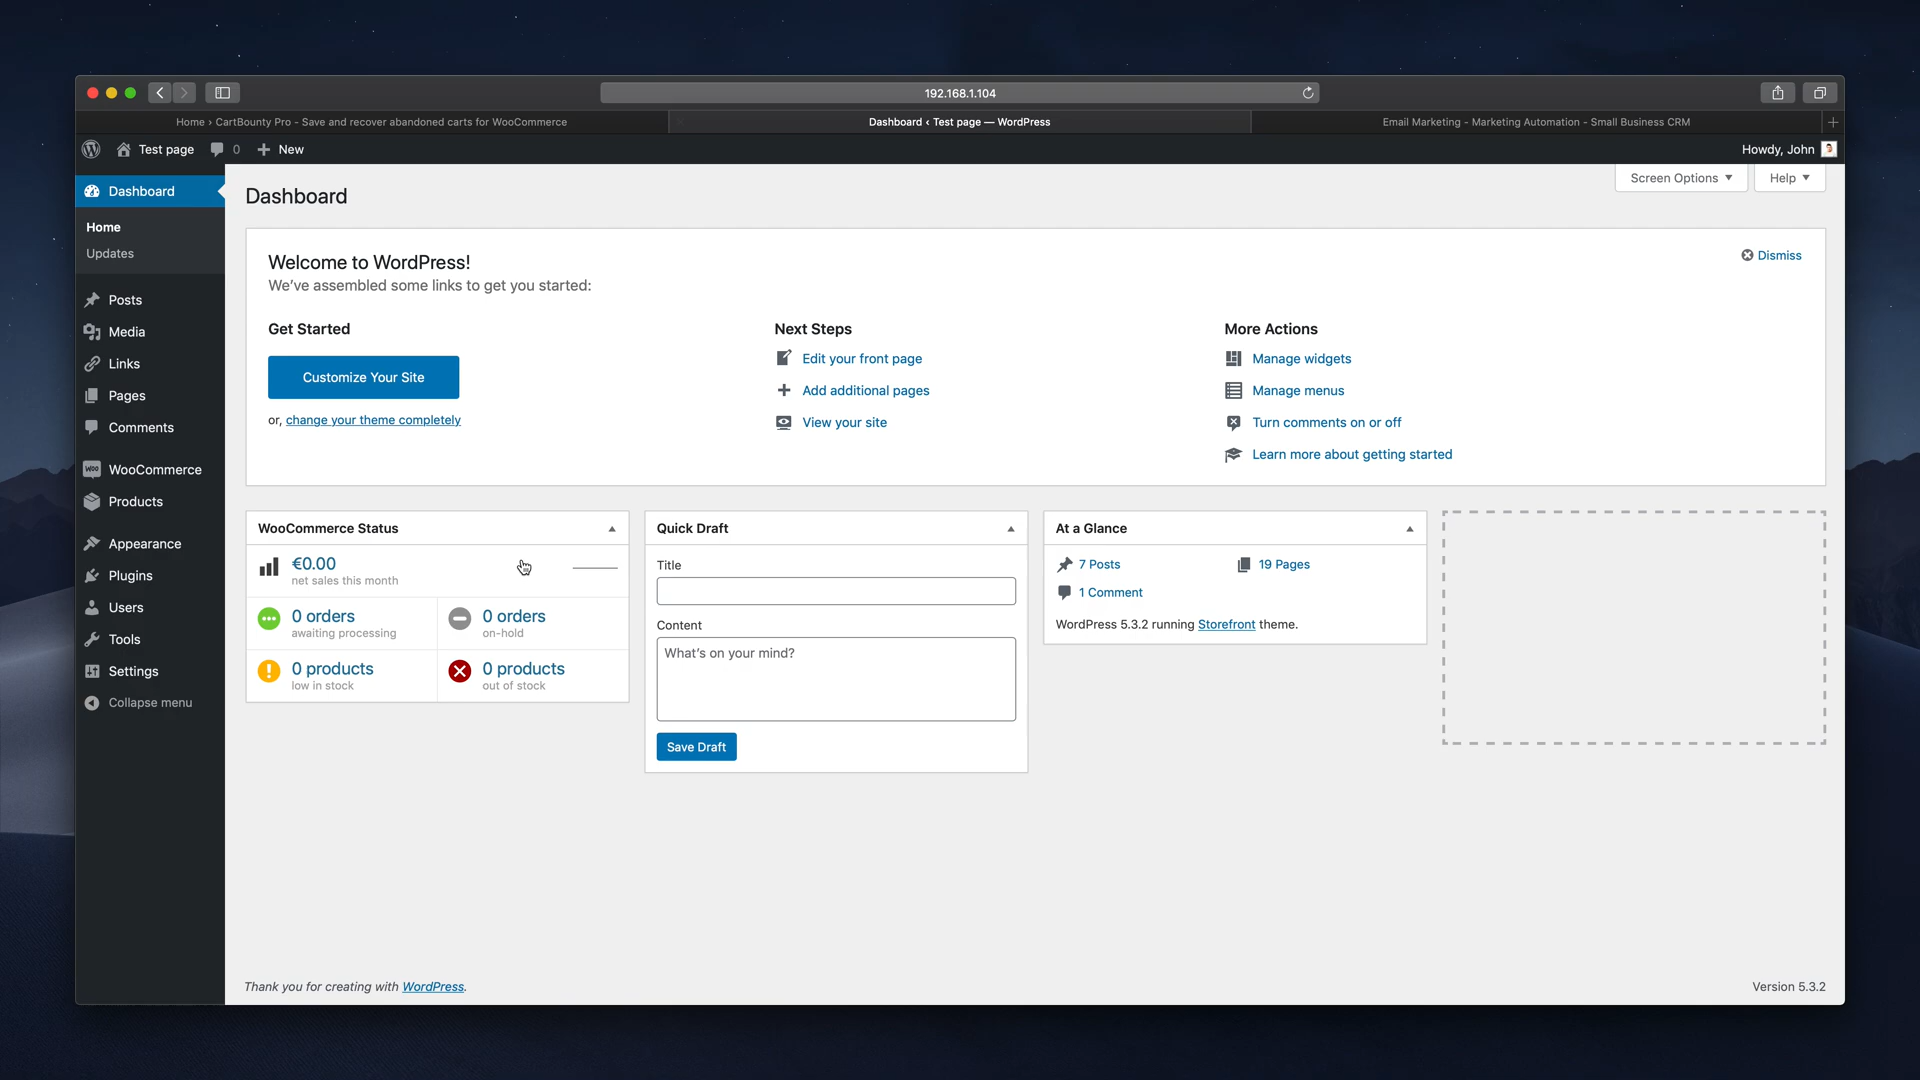 192.168.1.104
Home › CartBounty Pro - Save and recover abandoned carts for WooCommerce
Dashboard ‹ Test page — WordPress
Email Marketing - Marketing Automation - Small Business CRM
Test page
0
New
Howdy, John
Dashboard
Home
Updates
Posts
Media
Links
Pages
Comments
WooCommerce
Products
Appearance
Plugins
Users
Tools
Settings
Collapse menu
Dashboard
Screen Options
Help
Welcome to WordPress!
We've assembled some links to get you started:
Dismiss
Get Started
Customize Your Site
or, change your theme completely
Next Steps
Edit your front page
Add additional pages
View your site
More Actions
Manage widgets
Manage menus
Turn comments on or off
Learn more about getting started
WooCommerce Status
€0.00
net sales this month
0 orders
awaiting processing
0 orders
on-hold
0 products
low in stock
0 products
out of stock
Quick Draft
Title
Content
What's on your mind?
Save Draft
At a Glance
7 Posts
19 Pages
1 Comment
WordPress 5.3.2 running Storefront theme.
Thank you for creating with WordPress.
Version 5.3.2